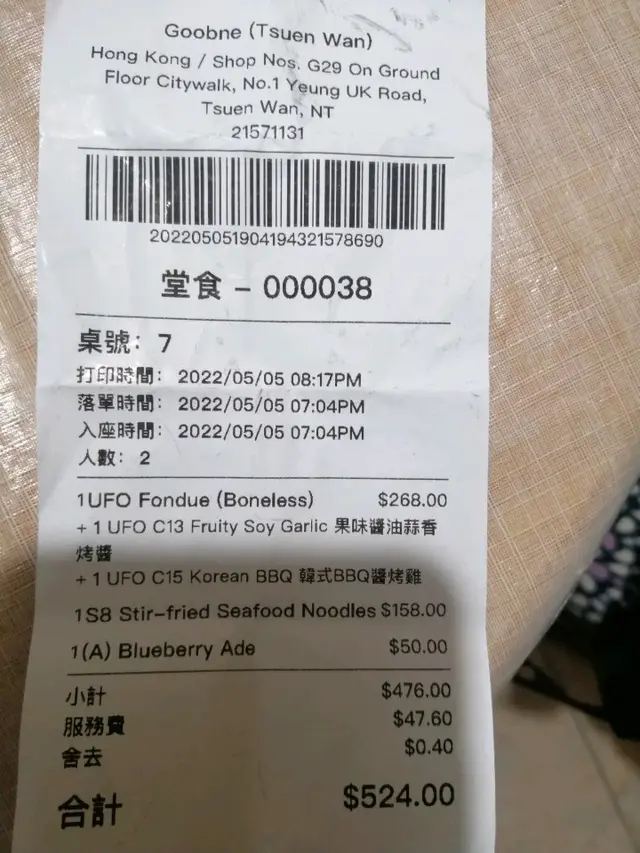 Goobne (Tsuen Wan)
Hong Kong / Shop Nos. G29 On Ground
Floor Citywalk, No.1 Yeung UK Road,
Tsuen Wan, NT
21571131
2022050519041943215786​90
堂食 – 000038
桌號： 7
打印時間： 2022/05/05 08:17PM
落單時間： 2022/05/05 07:04PM
入座時間： 2022/05/05 07:04PM
人數： 2
1UFO Fondue (Boneless) $268.00
+ 1 UFO C13 Fruity Soy Garlic 果味醬油蒜香
烤醬
+ 1 UFO C15 Korean BBQ 韓式BBQ醬烤雞
1S8 Stir-fried Seafood Noodles $158.00
1(A) Blueberry Ade $50.00
小計 $476.00
服務費 $47.60
舍去 $0.40
合計 $524.00